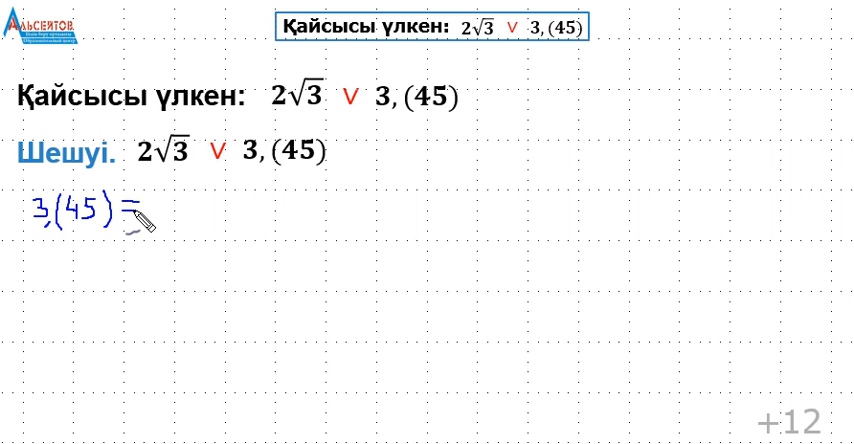 АЛЬСЕИТОВ
Қайсысы үлкен: 2√3 ∨ 3,(45)
Қайсысы үлкен: 2√3 ∨ 3,(45)
Шешуі. 2√3 ∨ 3,(45)
3,(45) =
+12